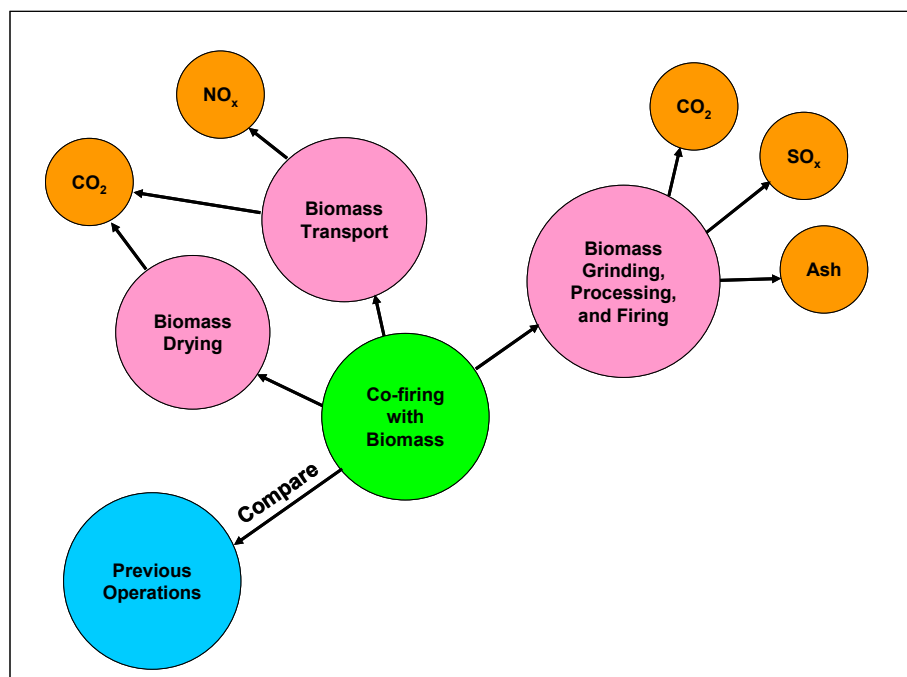 NOx
CO2
Biomass
Transport
Biomass
Drying
CO2
SOx
Ash
Biomass
Grinding,
Processing,
and Firing
Co-firing
with
Biomass
Compare
Previous
Operations